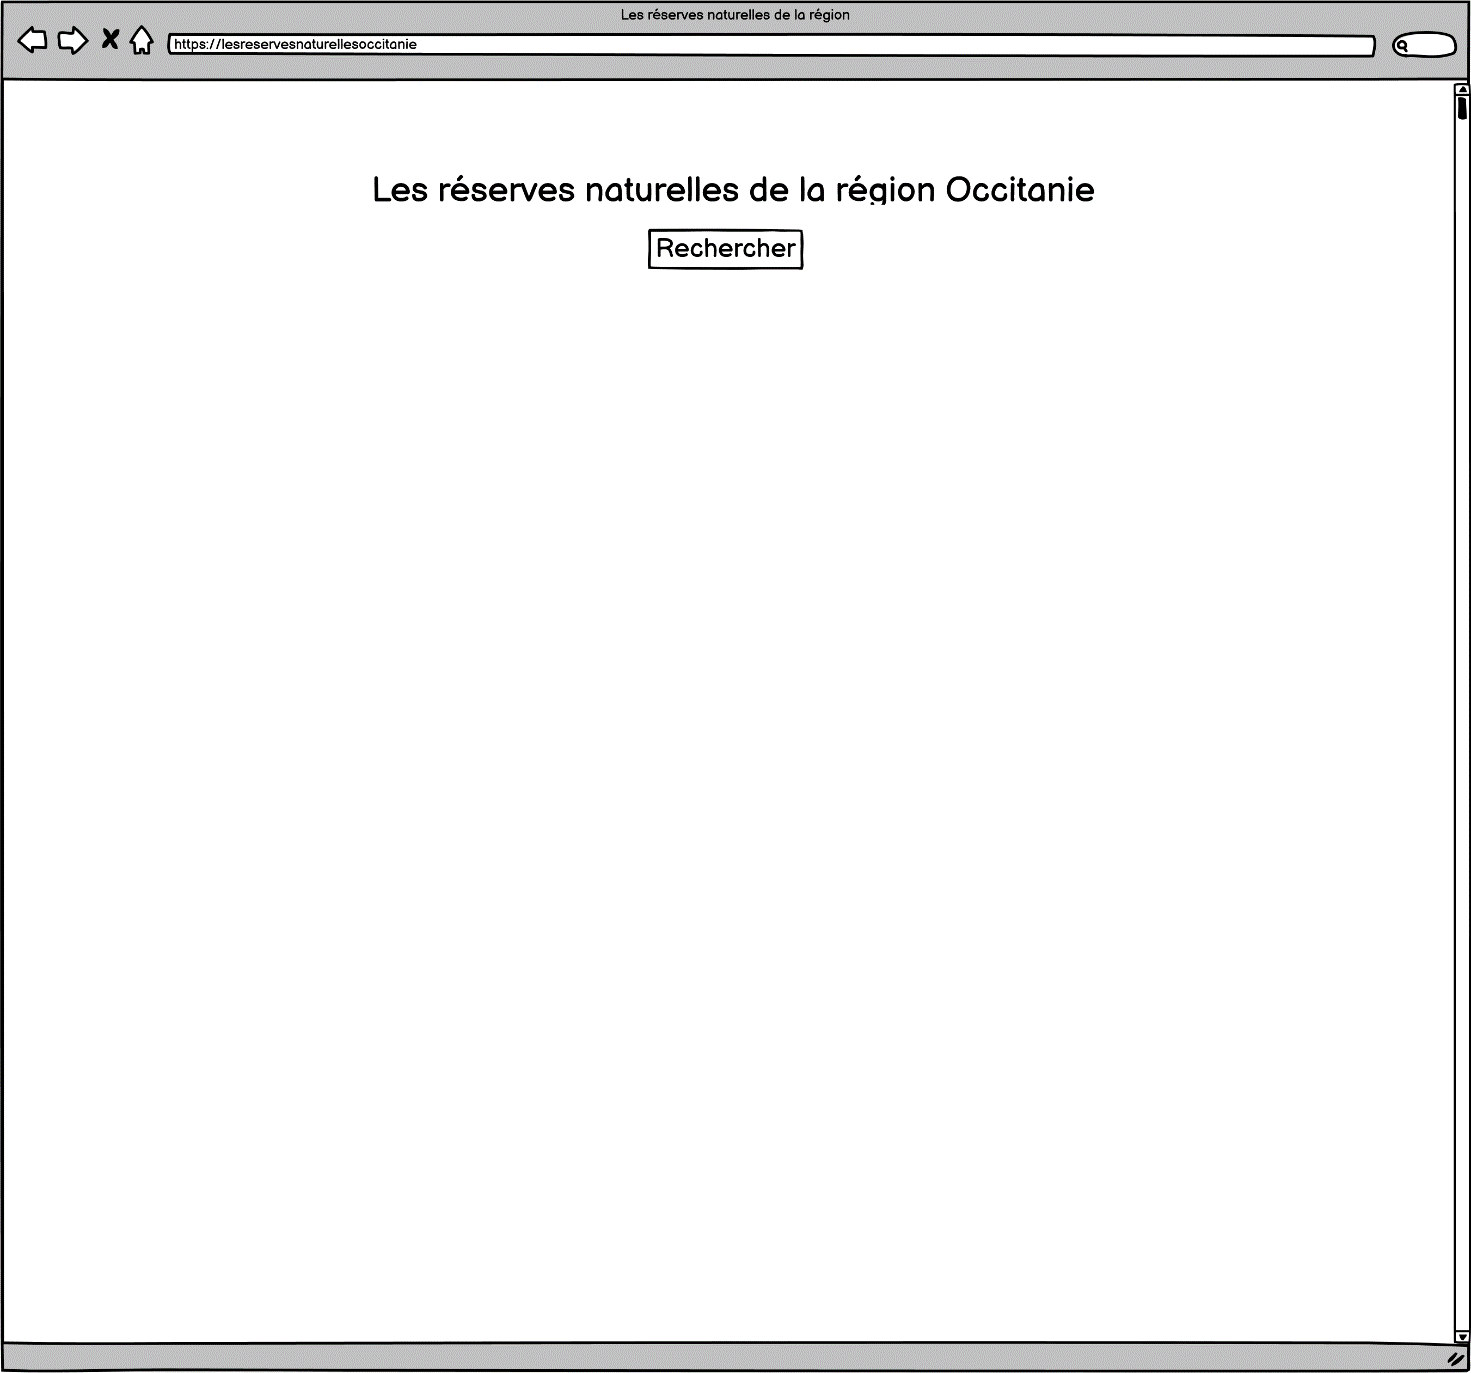 Les réserves naturelles de la région
https://lesreservesnaturellesoccitanie
Les réserves naturelles de la région Occitanie
Rechercher